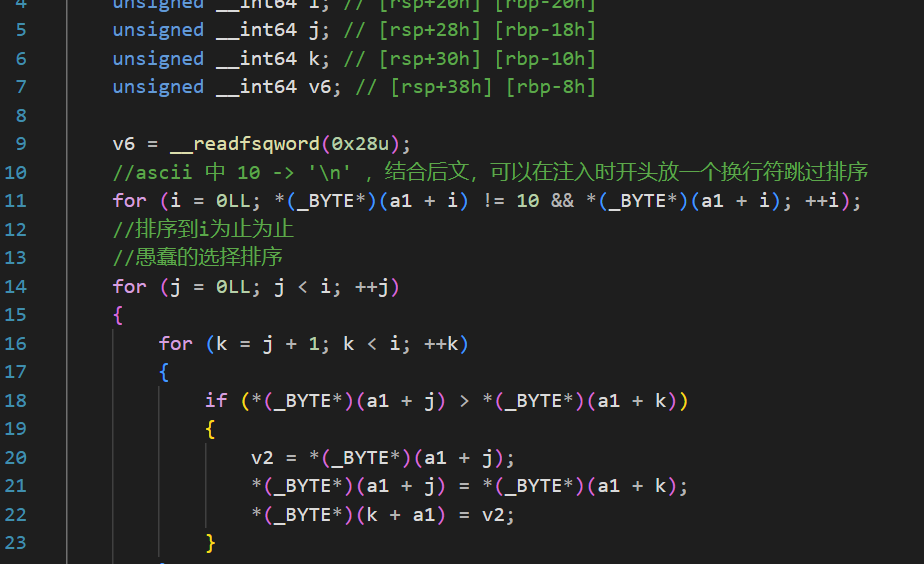 4 unsigned __int64 i; // [rsp+20h] [rbp-20h]
5 unsigned __int64 j; // [rsp+28h] [rbp-18h]
6 unsigned __int64 k; // [rsp+30h] [rbp-10h]
7 unsigned __int64 v6; // [rsp+38h] [rbp-8h]
8
9 v6 = __readfsqword(0x28u);
10 //ascii 中 10 -> '\n' ，结合后文，可以在注入时开头放一个换行符跳过排序
11 for (i = 0LL; *(_BYTE*)(a1 + i) != 10 && *(_BYTE*)(a1 + i); ++i);
12 //排序到i为止为止
13 //愚蠢的选择排序
14 for (j = 0LL; j < i; ++j)
15 {
16 for (k = j + 1; k < i; ++k)
17 {
18 if (*(_BYTE*)(a1 + j) > *(_BYTE*)(a1 + k))
19 {
20 v2 = *(_BYTE*)(a1 + j);
21 *(_BYTE*)(a1 + j) = *(_BYTE*)(a1 + k);
22 *(_BYTE*)(k + a1) = v2;
23 }